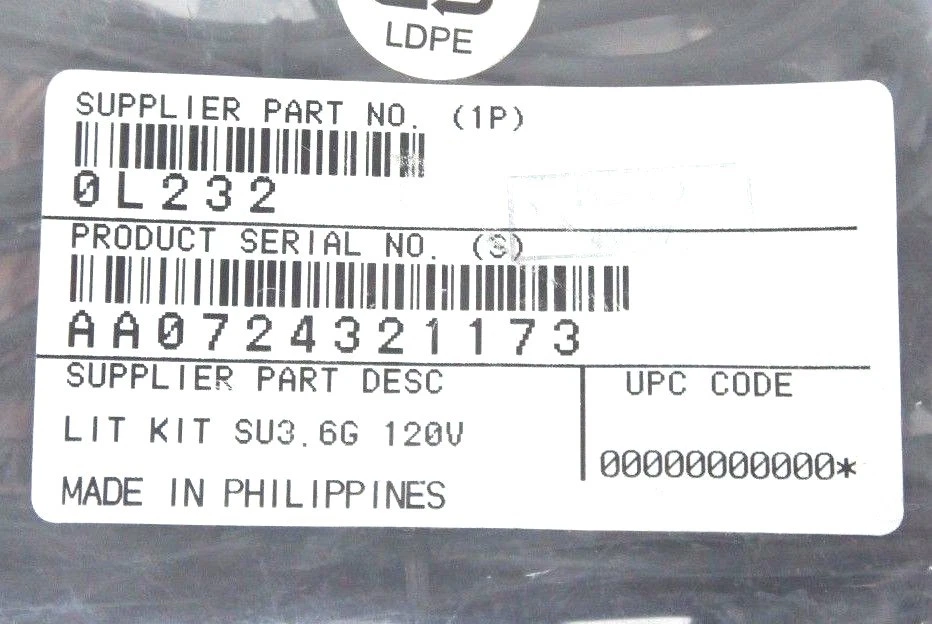 LDPE
SUPPLIER PART NO. (1P)
0L232
PRODUCT SERIAL NO. (S)
AA0724321173
SUPPLIER PART DESC
UPC CODE
LIT KIT SU3.6G 120V
00000000000*
MADE IN PHILIPPINES